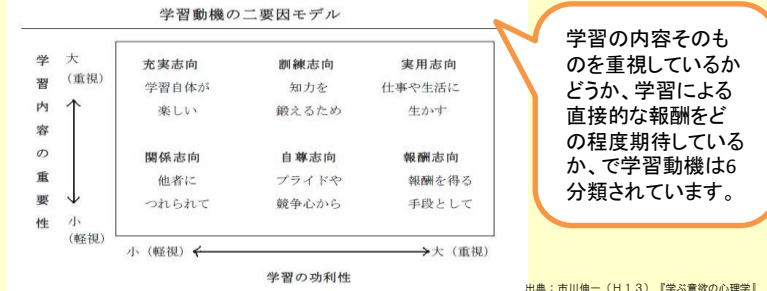 学習動機の二要因モデル
学習内容の重要性
大
(重視)
小
(軽視)
充実志向 訓練志向 実用志向
学習自体が 知力を 仕事や生活に
楽しい 鍛えるため 生かす
関係志向 自尊志向 報酬志向
他者に プライドや 報酬を得る
つれられて 競争心から 手段として
小(軽視) 大(重視)
学習の功利性
学習の内容そのも
のを重視しているか
どうか、学習による
直接的な報酬をど
の程度期待している
か、で学習動機は6
分類されています。
出典:市川伸一(H13)『学ぶ意欲の心理学』